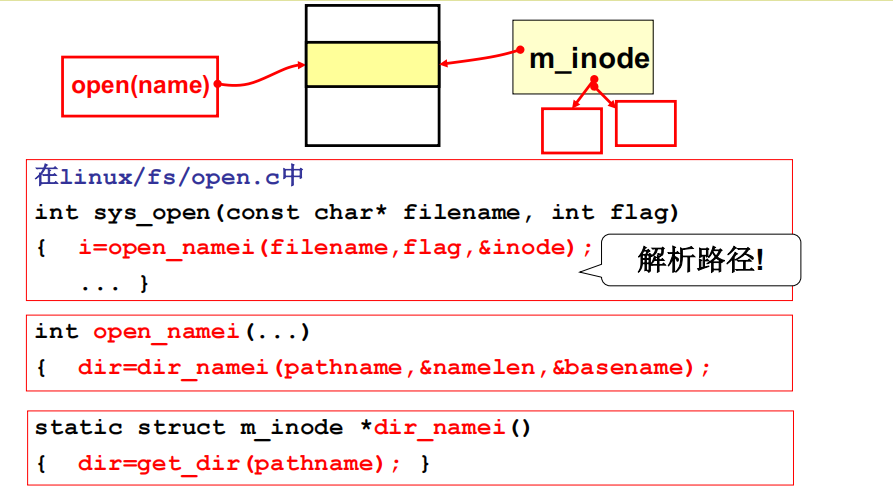 open(name)
m_inode
在linux/fs/open.c中
int sys_open(const char* filename, int flag)
{ i=open_namei(filename,flag,&inode);
解析路径!
... }
int open_namei(...)
{ dir=dir_namei(pathname,&namelen,&basename);
static struct m_inode *dir_namei()
{ dir=get_dir(pathname); }